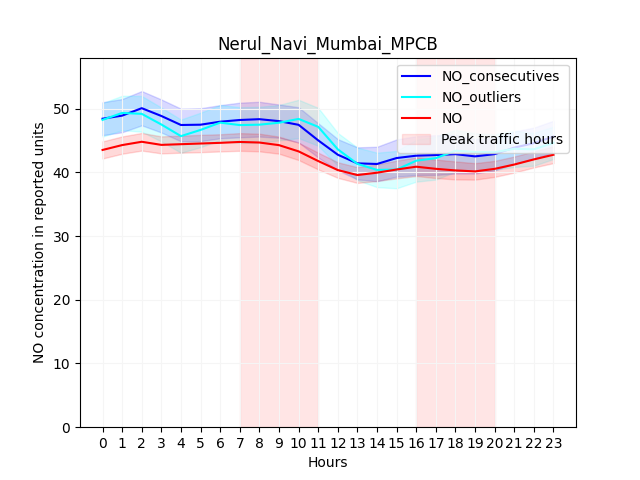 Nerul_Navi_Mumbai_MPCB
NO_consecutives
NO_outliers
NO
Peak traffic hours
NO concentration in reported units
50
40
30
20
10
0
0 1 2 3 4 5 6 7 8 9 10 11 12 13 14 15 16 17 18 19 20 21 22 23
Hours